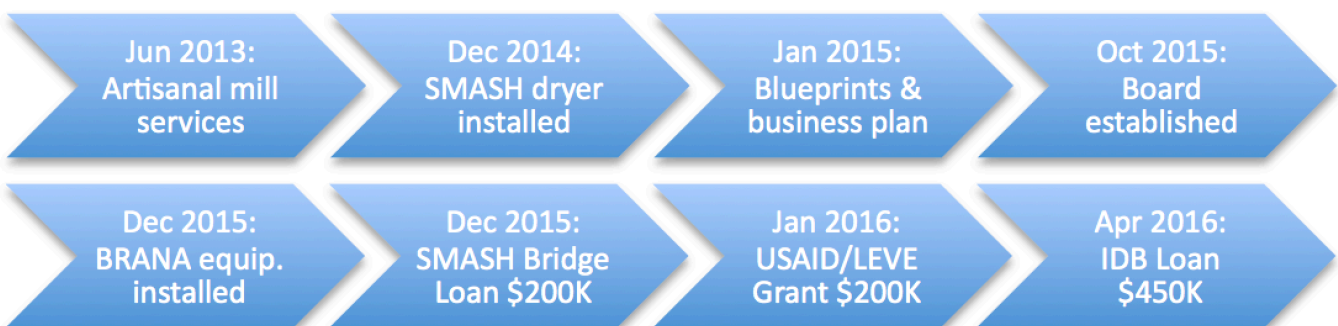 Jun 2013:
Artisanal mill
services
Dec 2014:
SMASH dryer
installed
Jan 2015:
Blueprints &
business plan
Oct 2015:
Board
established
Dec 2015:
BRANA equip.
installed
Dec 2015:
SMASH Bridge
Loan $200K
Jan 2016:
USAID/LEVE
Grant $200K
Apr 2016:
IDB Loan
$450K